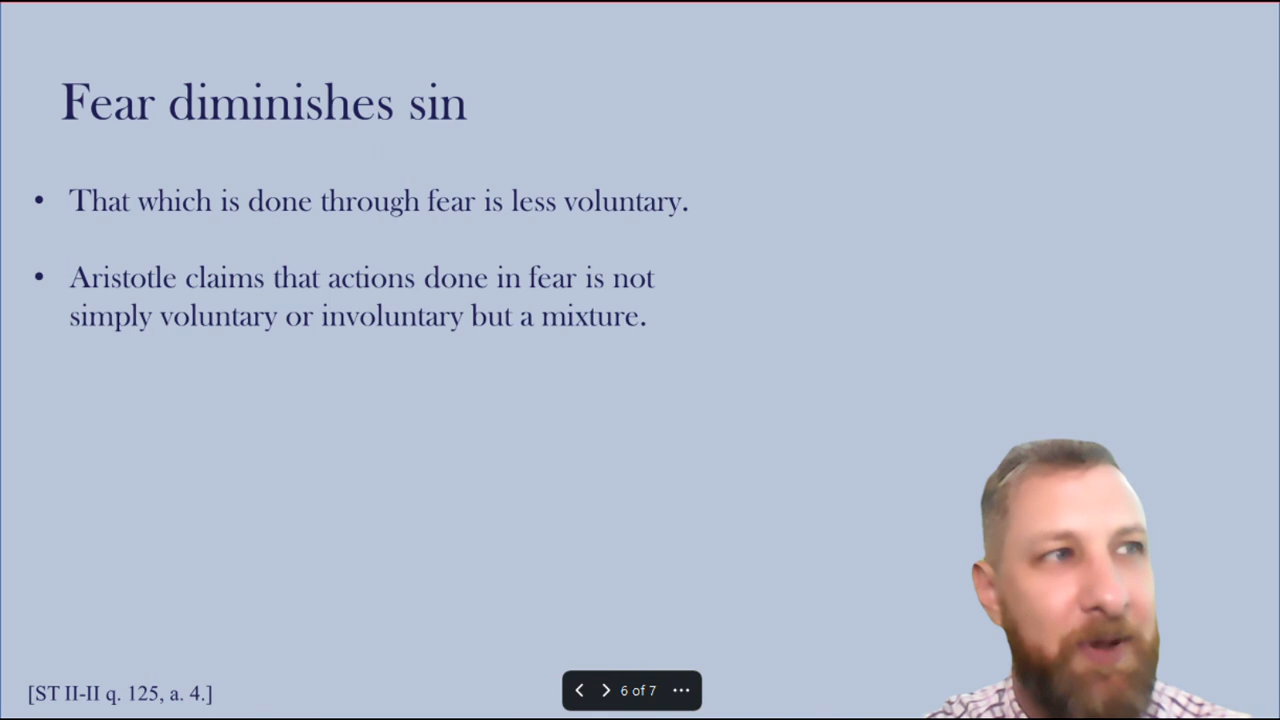 Fear diminishes sin
• That which is done through fear is less voluntary.
• Aristotle claims that actions done in fear is not
simply voluntary or involuntary but a mixture.
[ST II-II q. 125, a. 4.]
6 of 7